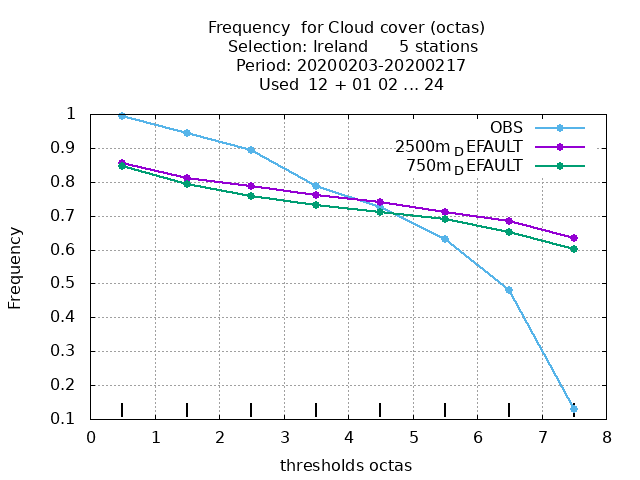 Frequency for Cloud cover (octas)
Selection: Ireland 5 stations
Period: 20200203-20200217
Used 12 + 01 02 ... 24
OBS
2500m_DEFAULT
750m_DEFAULT
1
0.9
0.8
0.7
0.6
0.5
0.4
0.3
0.2
0.1
Frequency
0 1 2 3 4 5 6 7 8
thresholds octas